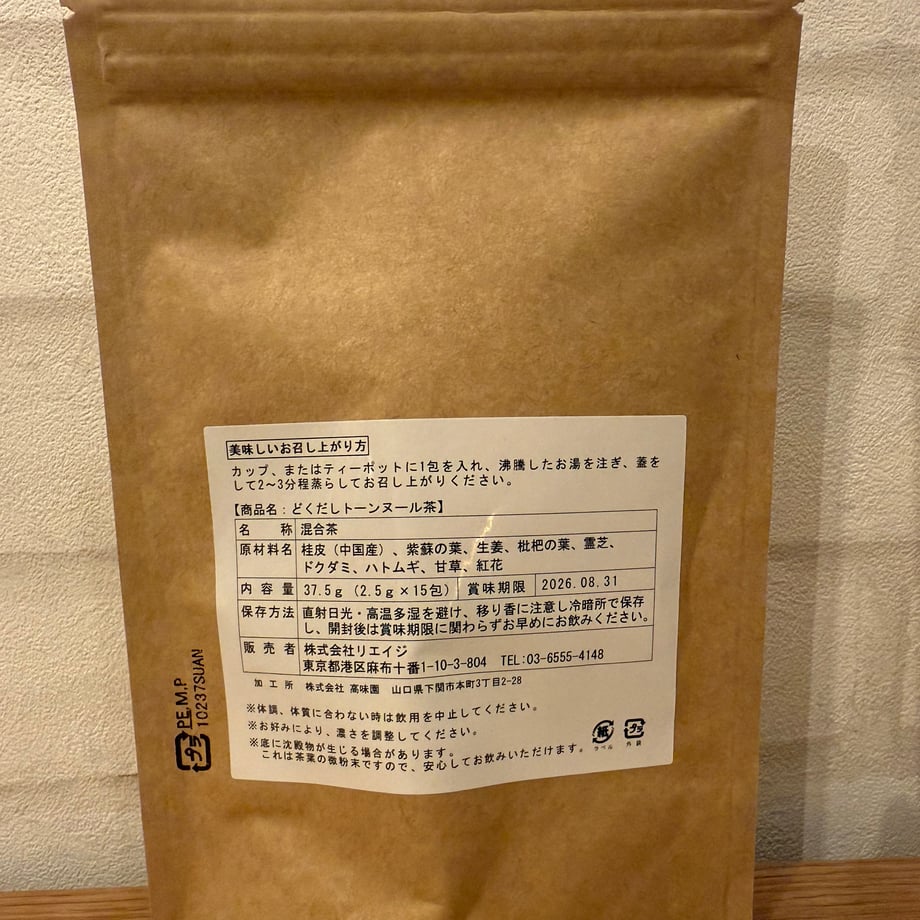 美味しいお召し上がり方
カップ、またはティーポットに1包を入れ、沸騰したお湯を注ぎ、蓋を
して2～3分程蒸らしてお召し上がりください。
【商品名：どくだしトーンヌール茶】
名　称 混合茶
原材料名 桂皮（中国産）、紫蘇の葉、生姜、枇杷の葉、霊芝、
ドクダミ、ハトムギ、甘草、紅花
内容量 37.5g（2.5g×15包） 賞味期限 2026.08.31
保存方法 直射日光・高温多湿を避け、移り香に注意し冷暗所で保存
し、開封後は賞味期限に関わらずお早めにお飲みください。
販売者 株式会社リエイジ
東京都港区麻布十番1-10-3-804 TEL:03-6555-4148
加工所 株式会社 高味園 山口県下関市本町3丁目2-28
※体調、体質に合わない時は飲用を中止してください。
※お好みにより、濃さを調整してください。
※底に沈殿物が生じる場合があります。
これは茶葉の微粉末ですので、安心してお飲みいただけます。
紙 プラ
ラベル 外袋
プラ PE.M.P
10237SUAN